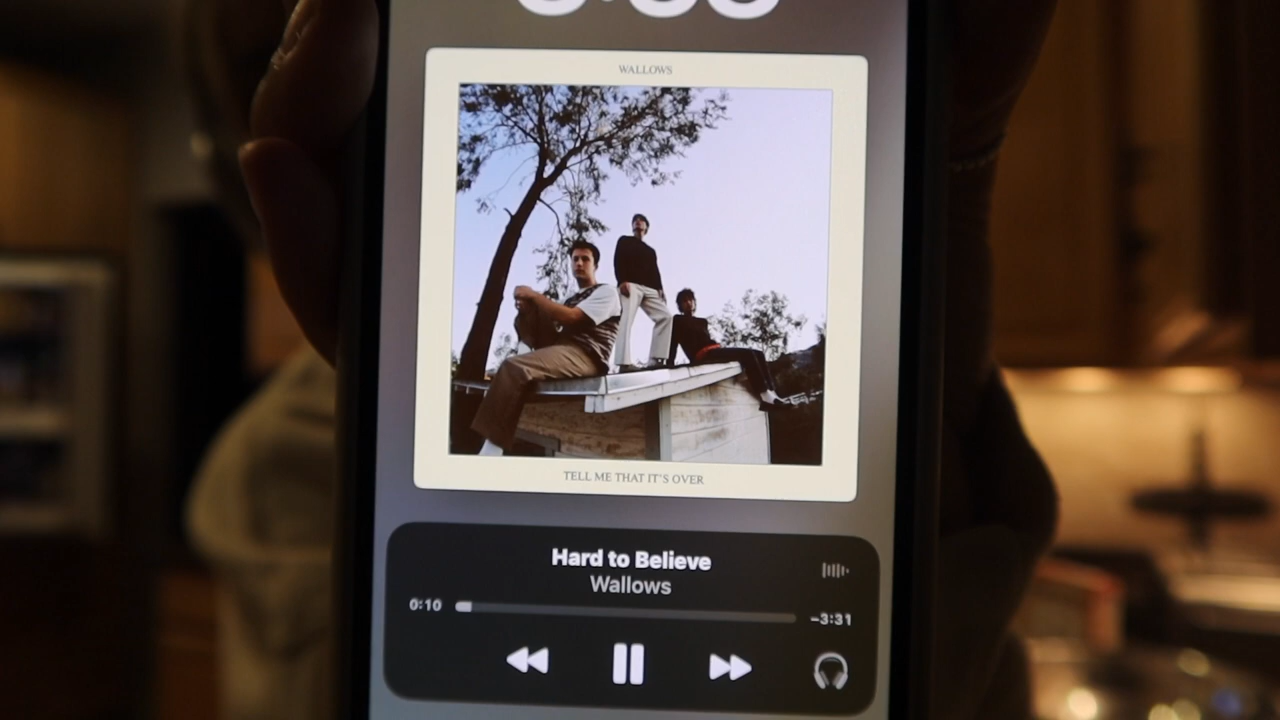 WALLOWS
TELL ME THAT IT'S OVER
Hard to Believe
Wallows
0:10
-3:31